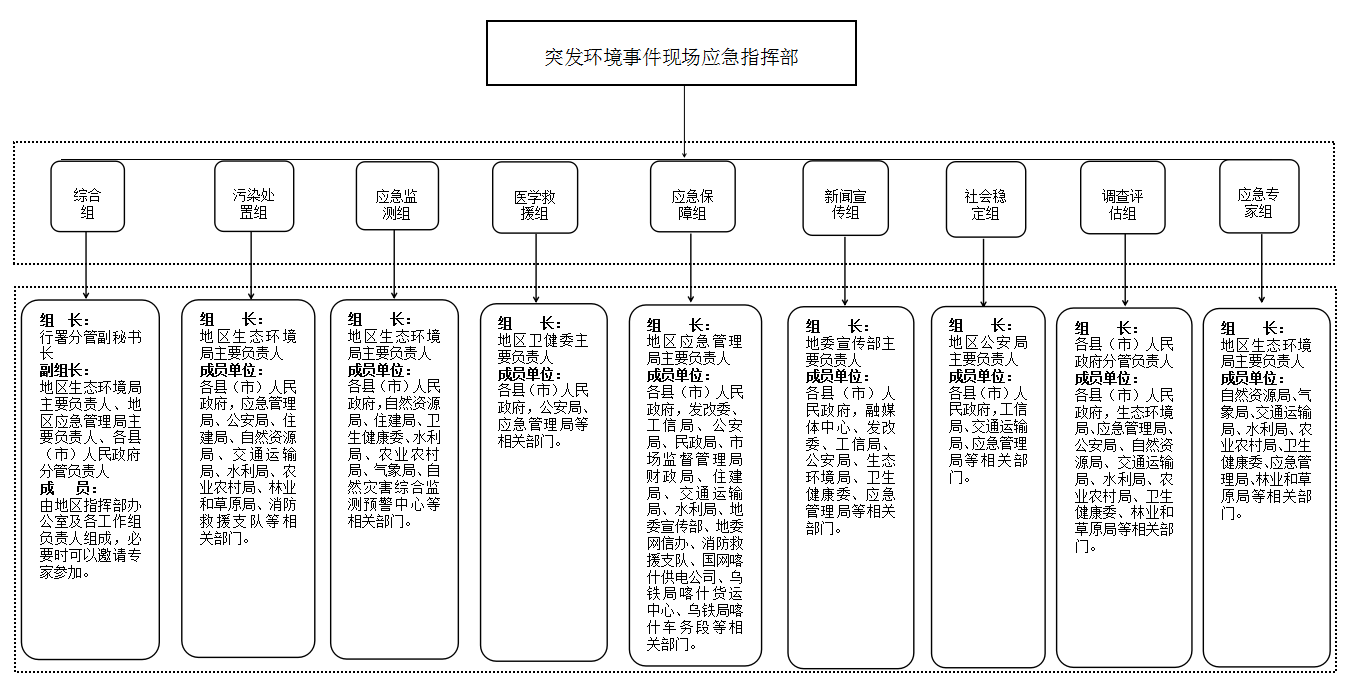 突发环境事件现场应急指挥部
综合
组
污染处
置组
应急监
测组
医学救
援组
应急保
障组
新闻宣
传组
社会稳
定组
调查评
估组
应急专
家组
组 长：
行署分管副秘书
长
副组长：
地区生态环境局
主要负责人、地
区应急管理局主
要负责人、各县
（市）人民政府
分管负责人
成 员：
由地区指挥部办
公室及各工作组
负责人组成，必
要时可以邀请专
家参加。
组 长：
地区生态环境
局主要负责人
成员单位：
各县（市）人民
政府，应急管理
局、公安局、住
建局、自然资源
局、交通运输
局、水利局、农
业农村局、林业
和草原局、消防
救援支队等相
关部门。
组 长：
地区生态环境
局主要负责人
成员单位：
各县（市）人民
政府，自然资源
局、住建局、卫
生健康委、水利
局、农业农村
局、气象局、自
然灾害综合监
测预警中心等
相关部门。
组 长：
地区卫健委主
要负责人
成员单位：
各县（市）人民
政府，公安局、
应急管理局等
相关部门。
组 长：
地区应急管理
局主要负责人
成员单位：
各县（市）人民
政府，发改委、
工信局、公安
局、民政局、市
场监督管理局
财政局、住建
局、交通运输
局、水利局、地
委宣传部、地委
网信办、消防救
援支队、国网喀
什供电公司、乌
铁局喀什货运
中心、乌铁局喀
什车务段等相
关部门。
组 长：
地委宣传部主
要负责人
成员单位：
各县（市）人
民政府，融媒
体中心、发改
委、工信局、
公安局、生态
环境局、卫生
健康委、应急
管理局等相关
部门。
组 长：
地区公安局
主要负责人
成员单位：
各县（市）人
民政府，工信
局、交通运输
局、应急管理
局等相关部
门。
组 长：
各县（市）人民
政府分管负责人
成员单位：
各县（市）人民
政府，生态环境
局、应急管理局、
公安局、自然资
源局、交通运输
局、水利局、农
业农村局、卫生
健康委、林业和
草原局等相关部
门。
组 长：
地区生态环境
局主要负责人
成员单位：
自然资源局、气
象局、交通运输
局、水利局、农
业农村局、卫生
健康委、应急管
理局、林业和草
原局等相关部
门。